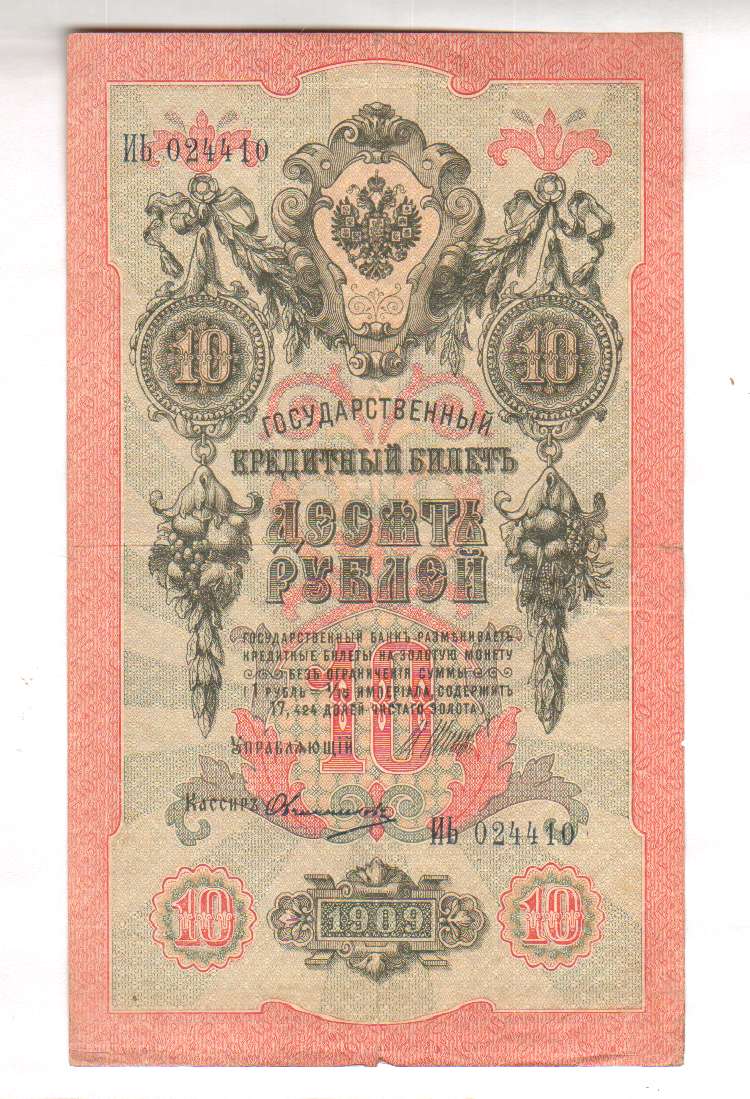 ИЬ 024410
10 10
ГОСУДАРСТВЕННЫЙ
КРЕДИТНЫЙ БИЛЕТЪ
ДЕСЯТЬ
РУБЛЕЙ
ГОСУДАРСТВЕННЫЙ БАНКЪ РАЗМѢНИВАЕТЪ
КРЕДИТНЫЕ БИЛЕТЫ НА ЗОЛОТУЮ МОНЕТУ
БЕЗЪ ОГРАНИЧЕНІЯ СУММЫ
(1 РУБЛЬ = 1/15 ИМПЕРІАЛА, СОДЕРЖИТЪ
17,424 ДОЛЕЙ ЧИСТАГО ЗОЛОТА)
10
УПРАВЛЯЮЩІЙ
КАССИРЪ
ИЬ 024410
10 1909 10